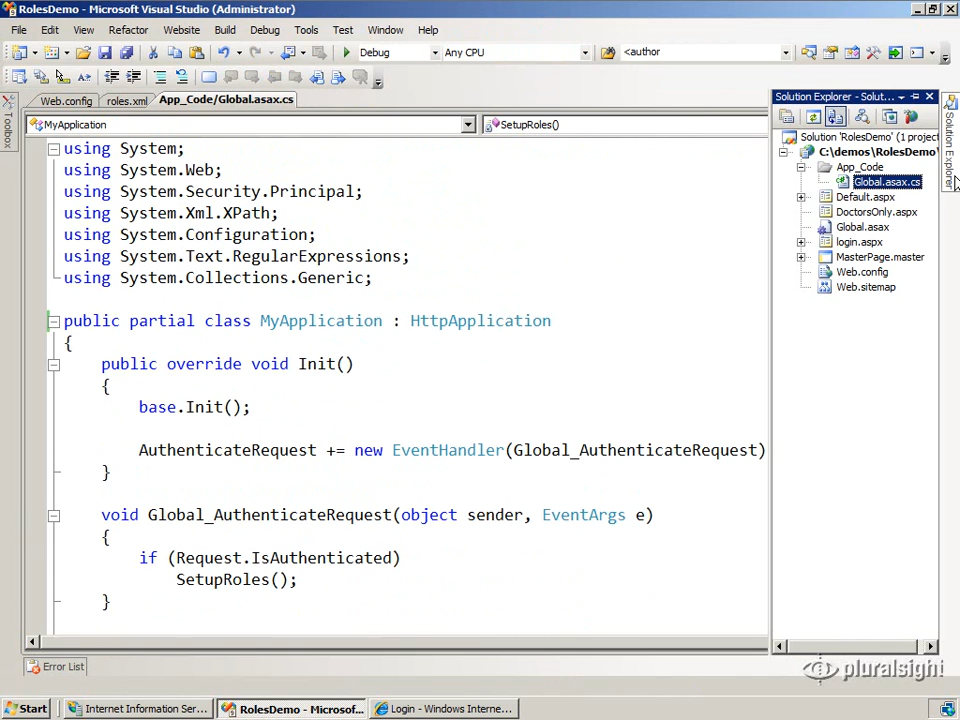 RolesDemo - Microsoft Visual Studio (Administrator)
File Edit View Refactor Website Build Debug Tools Test Window Help
Debug Any CPU <author
Web.config roles.xml App_Code/Global.asax.cs
MyApplication SetupRoles()
using System;
using System.Web;
using System.Security.Principal;
using System.Xml.XPath;
using System.Configuration;
using System.Text.RegularExpressions;
using System.Collections.Generic;
public partial class MyApplication : HttpApplication
{
public override void Init()
{
base.Init();
AuthenticateRequest += new EventHandler(Global_AuthenticateRequest)
}
void Global_AuthenticateRequest(object sender, EventArgs e)
{
if (Request.IsAuthenticated)
SetupRoles();
}
Toolbox
Solution Explorer - Solut...
Solution 'RolesDemo' (1 project
C:\demos\RolesDemo\
App_Code
Global.asax.cs
Default.aspx
DoctorsOnly.aspx
Global.asax
login.aspx
MasterPage.master
Web.config
Web.sitemap
Solution Explorer
Error List
pluralsight
Start Internet Information Ser... RolesDemo - Microsof... Login - Windows Interne...